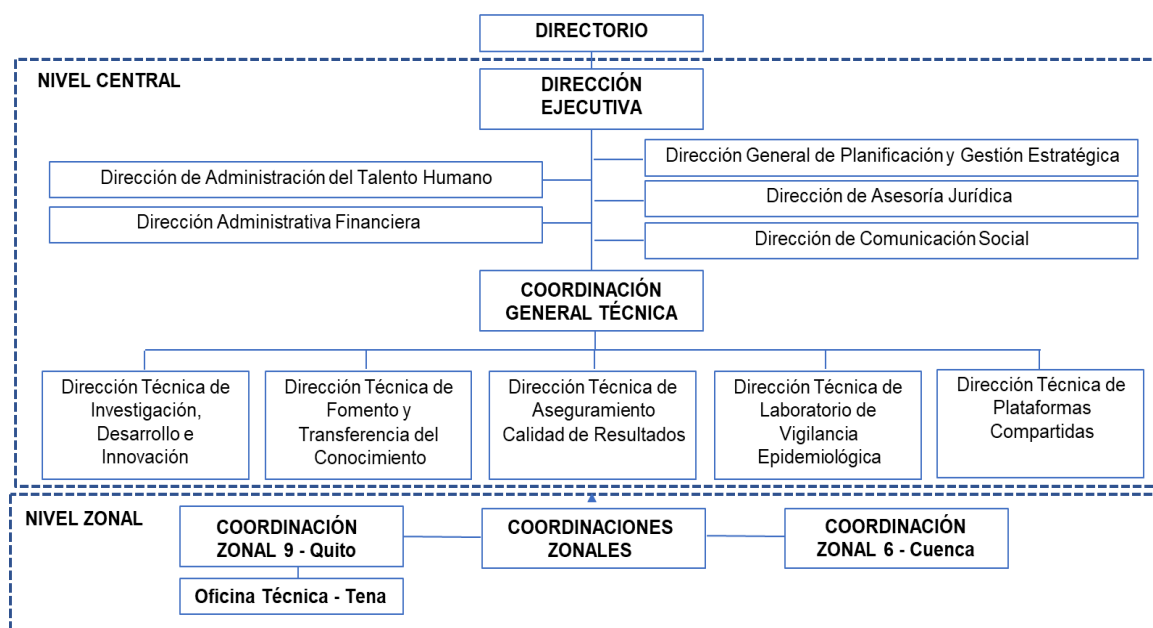 DIRECTORIO
NIVEL CENTRAL
DIRECCIÓN
EJECUTIVA
Dirección General de Planificación y Gestión Estratégica
Dirección de Administración del Talento Humano
Dirección de Asesoría Jurídica
Dirección Administrativa Financiera
Dirección de Comunicación Social
COORDINACIÓN
GENERAL TÉCNICA
Dirección Técnica de
Investigación,
Desarrollo e
Innovación
Dirección Técnica de
Fomento y
Transferencia del
Conocimiento
Dirección Técnica de
Aseguramiento
Calidad de Resultados
Dirección Técnica de
Laboratorio de
Vigilancia
Epidemiológica
Dirección Técnica de
Plataformas
Compartidas
NIVEL ZONAL
COORDINACIÓN
ZONAL 9 - Quito
COORDINACIONES
ZONALES
COORDINACIÓN
ZONAL 6 - Cuenca
Oficina Técnica - Tena